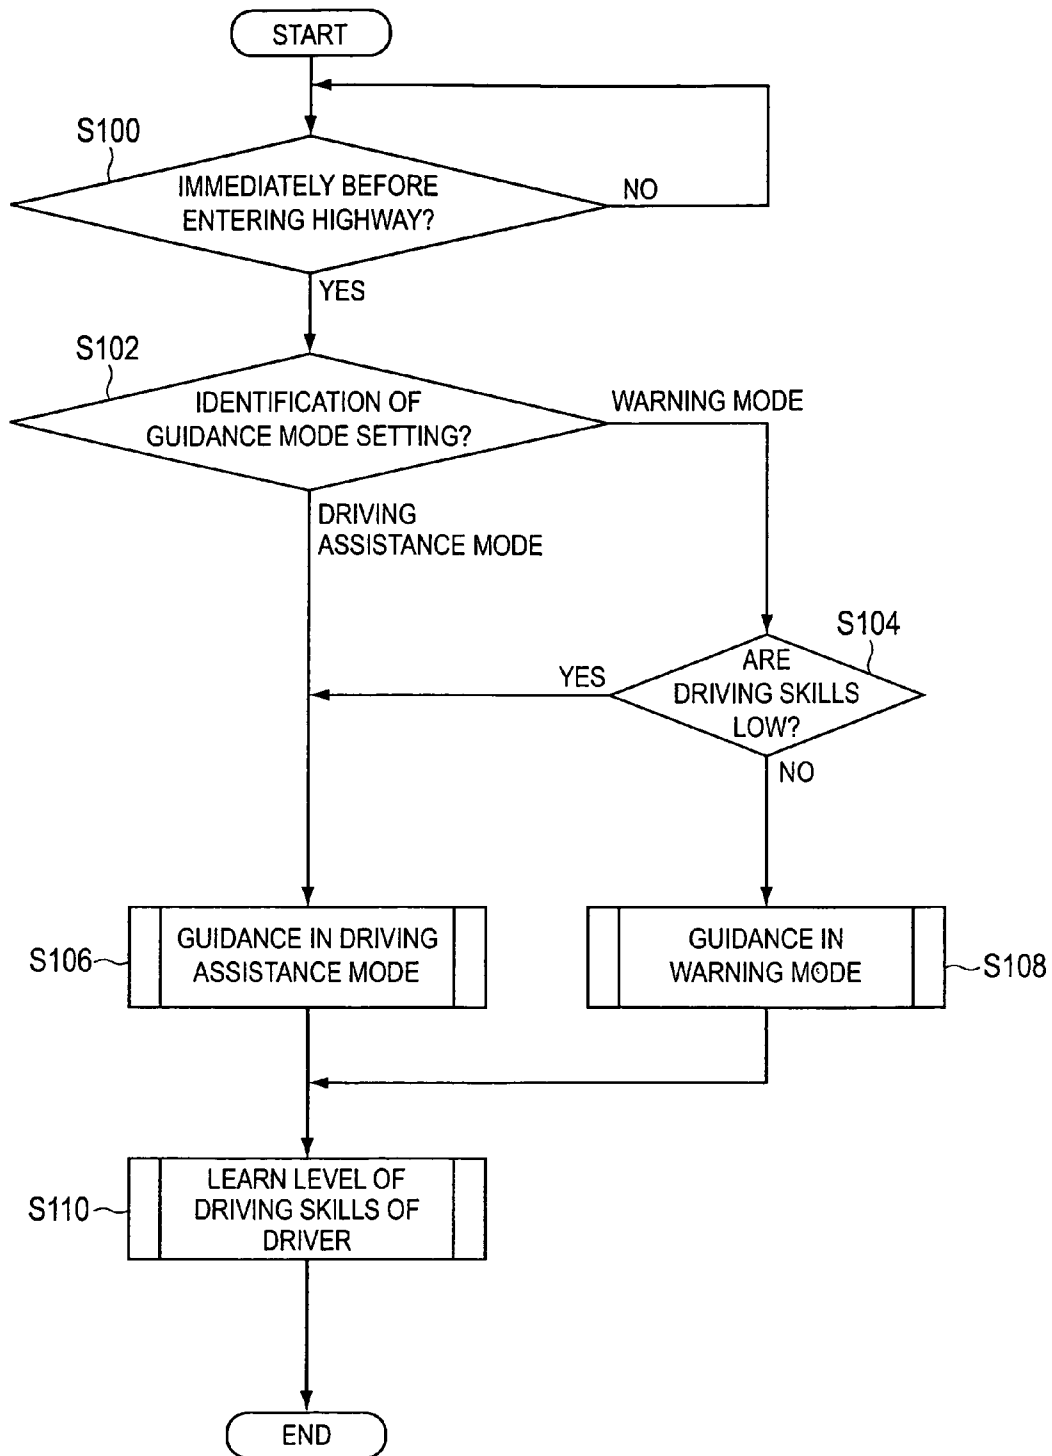 START
S100
IMMEDIATELY BEFORE
ENTERING HIGHWAY?
NO
YES
S102
IDENTIFICATION OF
GUIDANCE MODE SETTING?
WARNING MODE
DRIVING
ASSISTANCE MODE
S104
ARE
DRIVING SKILLS
LOW?
YES
NO
S106
GUIDANCE IN DRIVING
ASSISTANCE MODE
GUIDANCE IN
WARNING MODE
S108
S110
LEARN LEVEL OF
DRIVING SKILLS OF
DRIVER
END